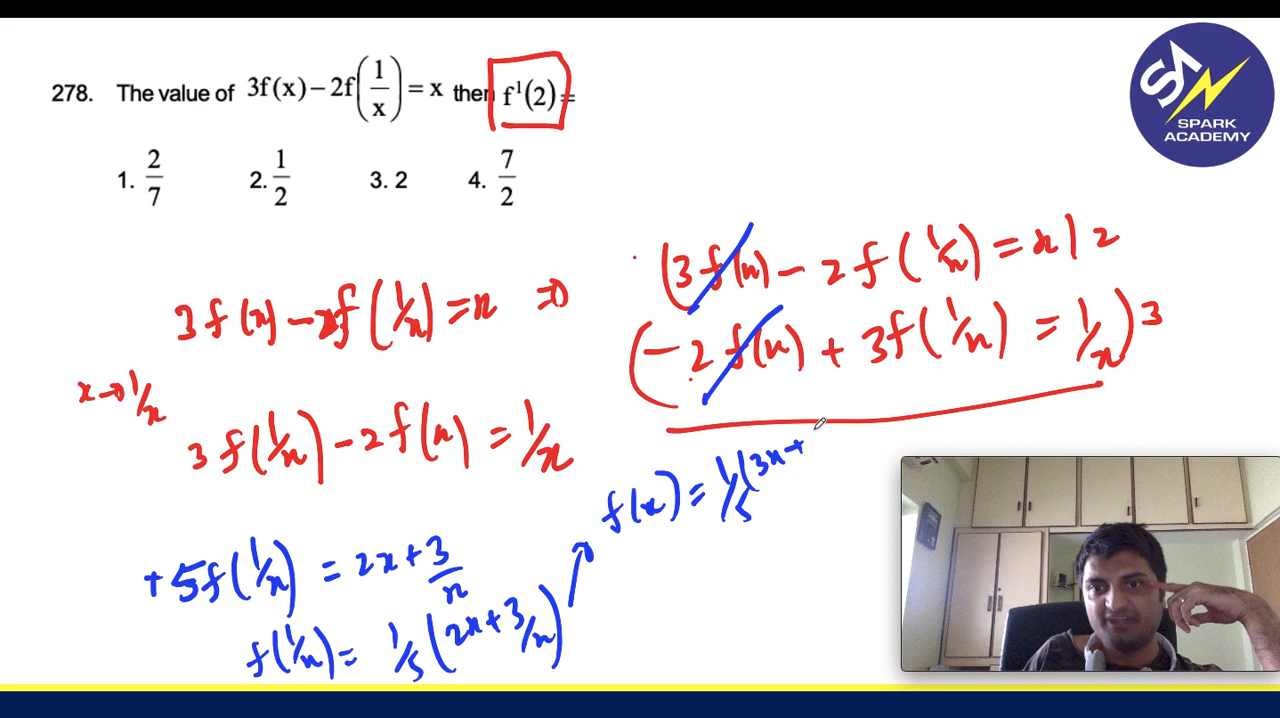 278. The value of 3f(x) – 2f(1/x) = x then f¹(2) =
1. 2/7 2. 1/2 3. 2 4. 7/2
SPARK
ACADEMY
3f(x) – 2f(1/x) = x ⇒
x → 1/x
3f(1/x) – 2f(x) = 1/x
+5f(1/x) = 2x + 3/x
f(1/x) = 1/5(2x + 3/x)
(3f(x) – 2f(1/x) = x)2
(–2f(x) + 3f(1/x) = 1/x)3
f(x) = 1/5(3x+